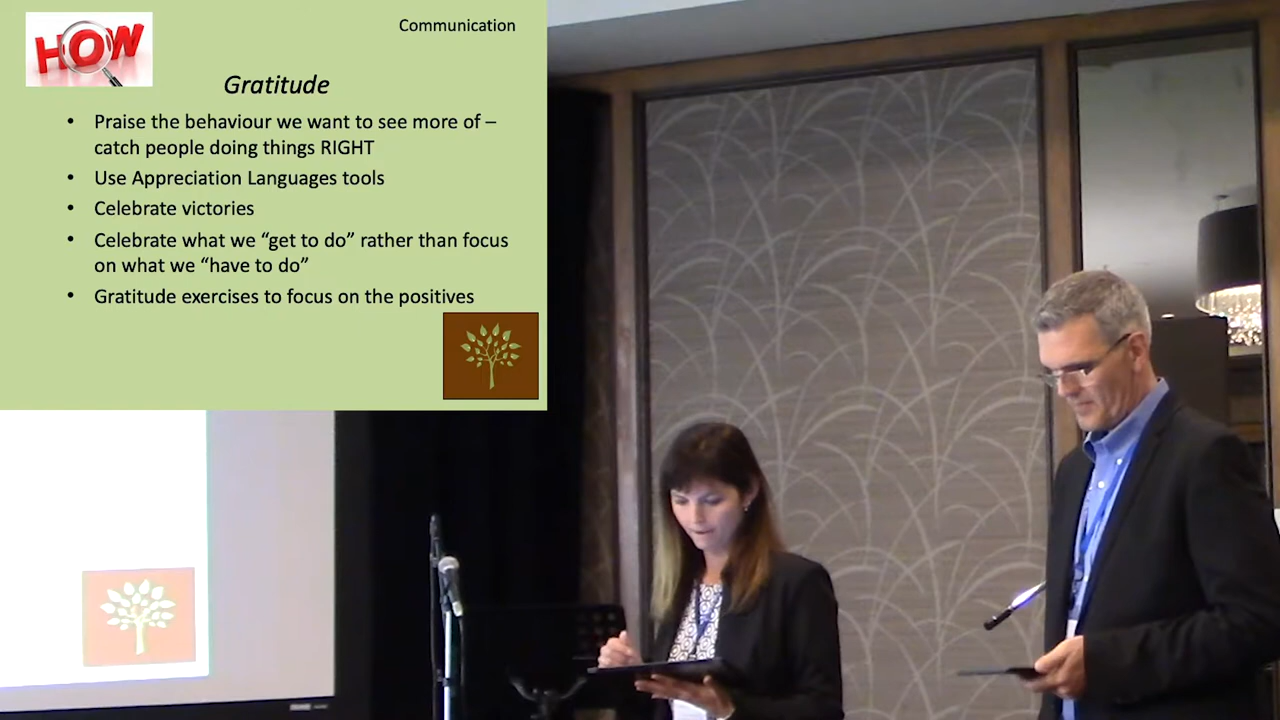 HOW
Communication
Gratitude
• Praise the behaviour we want to see more of –
catch people doing things RIGHT
• Use Appreciation Languages tools
• Celebrate victories
• Celebrate what we “get to do” rather than focus
on what we “have to do”
• Gratitude exercises to focus on the positives